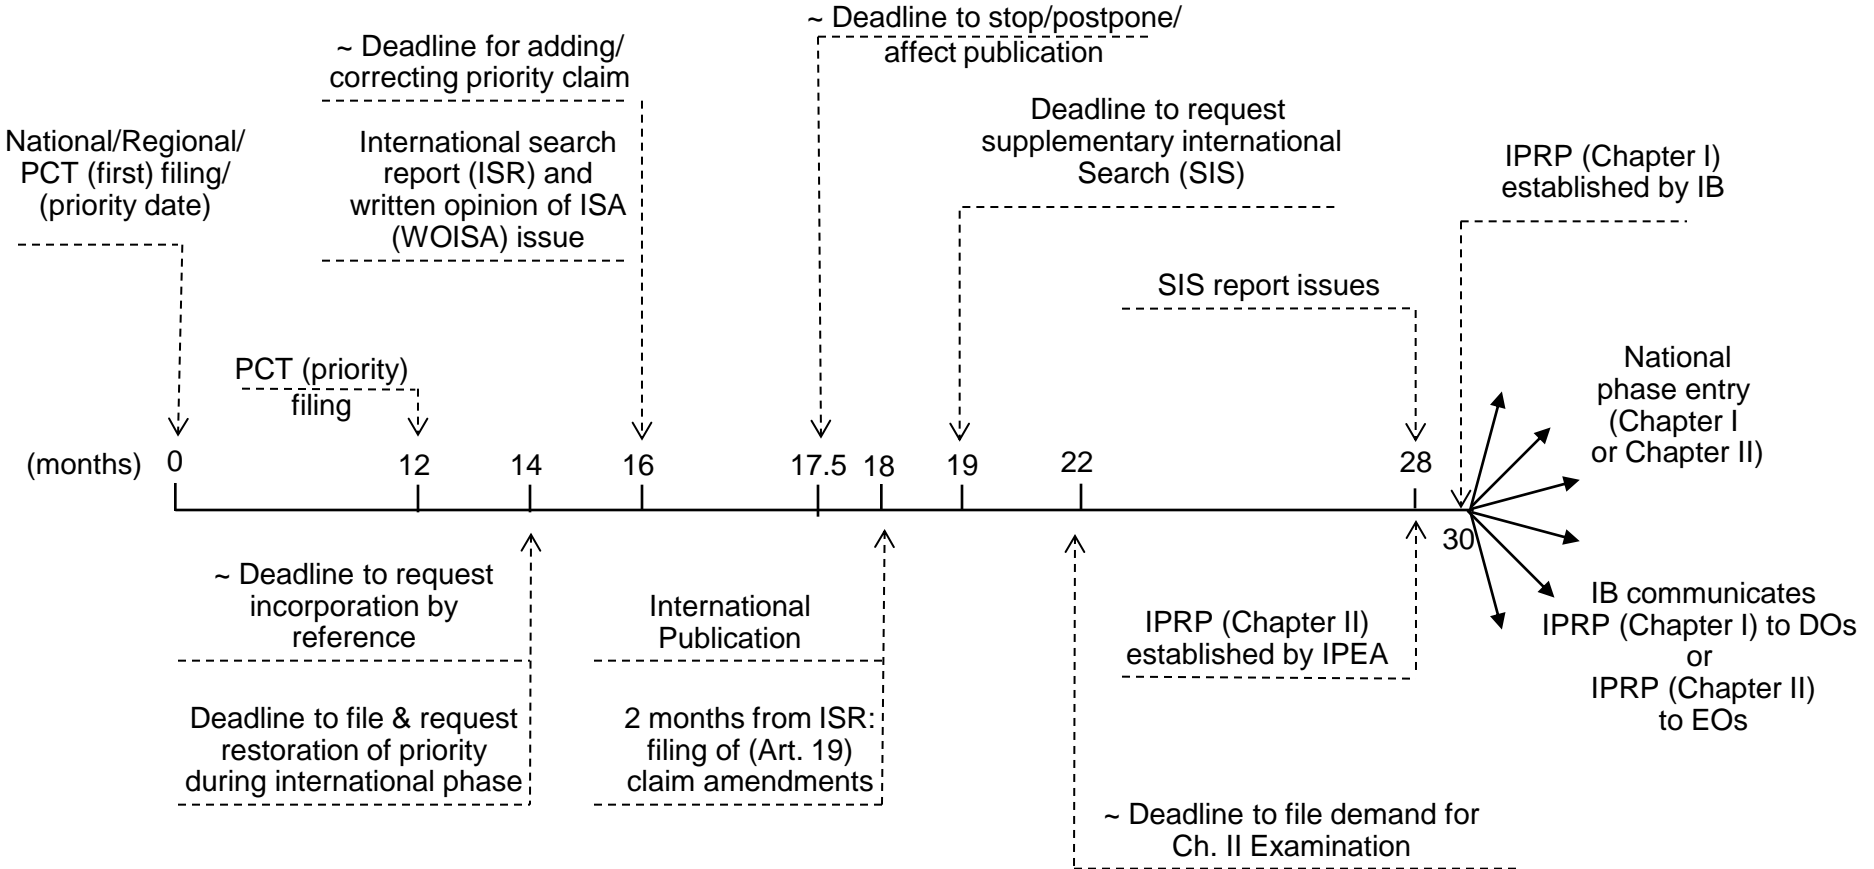 ~ Deadline to stop/postpone/
affect publication
~ Deadline for adding/
correcting priority claim
National/Regional/
PCT (first) filing/
(priority date)
International search
report (ISR) and
written opinion of ISA
(WOISA) issue
Deadline to request
supplementary international
Search (SIS)
IPRP (Chapter I)
established by IB
SIS report issues
PCT (priority)
filing
National
phase entry
(Chapter I
or Chapter II)
(months) 0 12 14 16 17.5 18 19 22 28
30
~ Deadline to request
incorporation by
reference
International
Publication
IPRP (Chapter II)
established by IPEA
IB communicates
IPRP (Chapter I) to DOs
or
IPRP (Chapter II)
to EOs
Deadline to file & request
restoration of priority
during international phase
2 months from ISR:
filing of (Art. 19)
claim amendments
~ Deadline to file demand for
Ch. II Examination